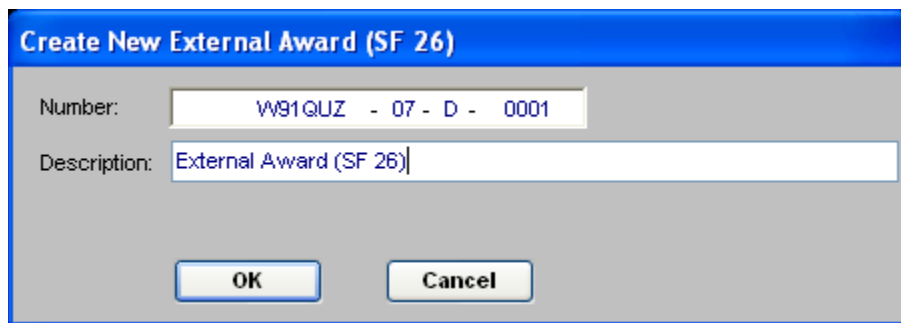 Create New External Award (SF 26)
Number: W91QUZ - 07 - D - 0001
Description: External Award (SF 26)
OK Cancel